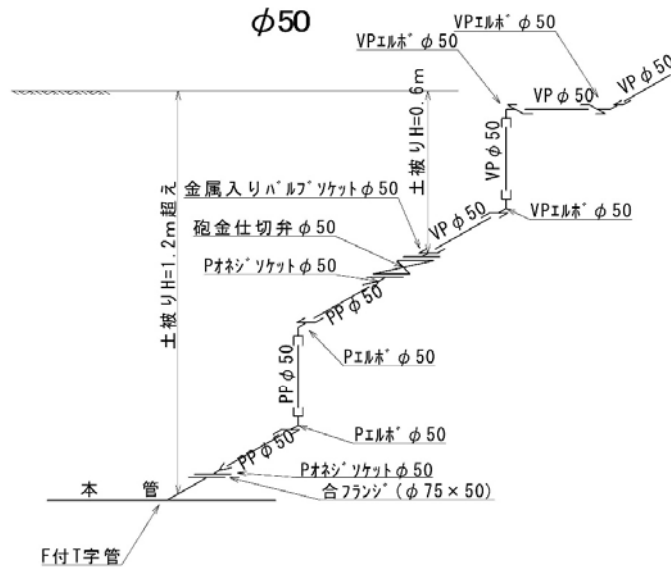 φ50
VPエルボφ50
VPエルボφ50
VPφ50
VPφ50
VPφ50
土被りH=0.6m
土被りH=1.2m超え
金属入りバルブソケットφ50
VPφ50
VPエルボφ50
砲金仕切弁φ50
Pオネジソケットφ50
PPφ50
PPφ50
Pエルボφ50
Pエルボφ50
PPφ50
Pオネジソケットφ50
本 管
合フランジ(φ75×50)
F付T字管